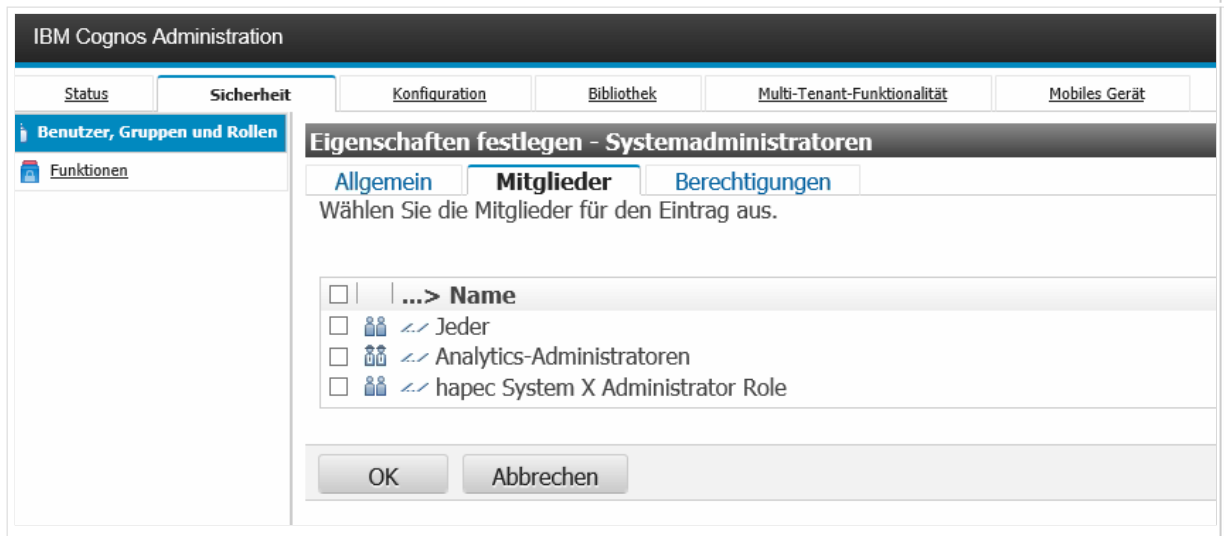 IBM Cognos Administration
Status Sicherheit Konfiguration Bibliothek Multi-Tenant-Funktionalität Mobiles Gerät
Benutzer, Gruppen und Rollen
Funktionen
Eigenschaften festlegen - Systemadministratoren
Allgemein Mitglieder Berechtigungen
Wählen Sie die Mitglieder für den Eintrag aus.
...> Name
Jeder
Analytics-Administratoren
hapec System X Administrator Role
OK Abbrechen